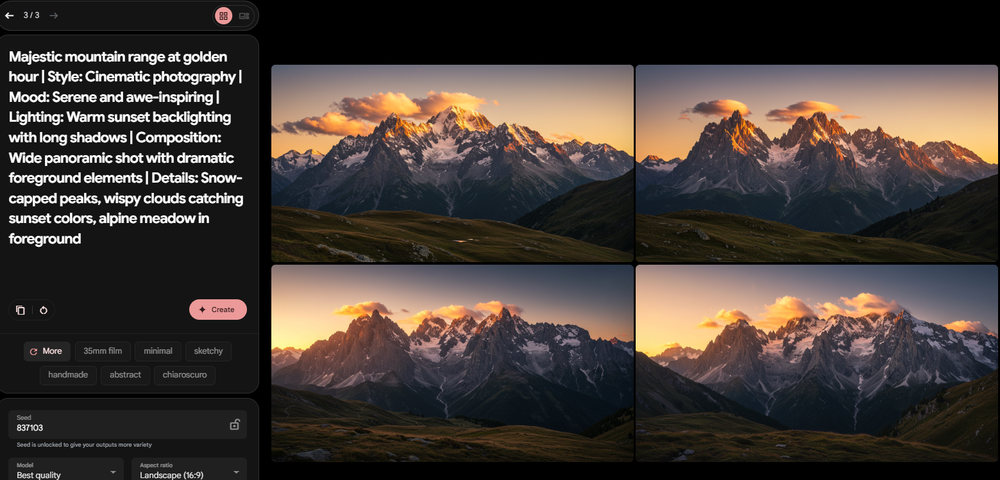 3 / 3
Majestic mountain range at golden
hour | Style: Cinematic photography |
Mood: Serene and awe-inspiring |
Lighting: Warm sunset backlighting
with long shadows | Composition:
Wide panoramic shot with dramatic
foreground elements | Details: Snow-
capped peaks, wispy clouds catching
sunset colors, alpine meadow in
foreground
Create
More 35mm film minimal sketchy
handmade abstract chiaroscuro
Seed
837103
Seed is unlocked to give your outputs more variety
Model Aspect ratio
Best quality Landscape (16:9)